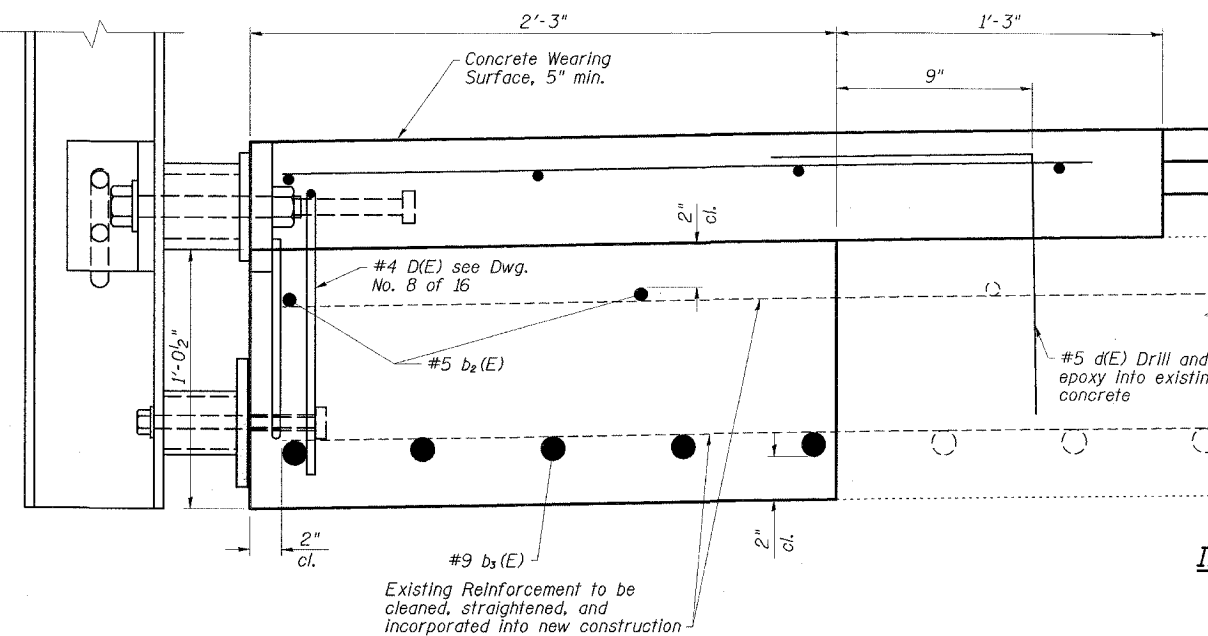 2'-3"
1'-3"
Concrete Wearing
Surface, 5" min.
9"
2"
cl.
#4 D(E) see Dwg.
No. 8 of 16
1'-0½"
#5 b₂(E)
#5 d(E) Drill and
epoxy into existin
concrete
2"
cl.
2"
cl.
#9 b₃(E)
Existing Reinforcement to be
cleaned, straightened, and
incorporated into new construction